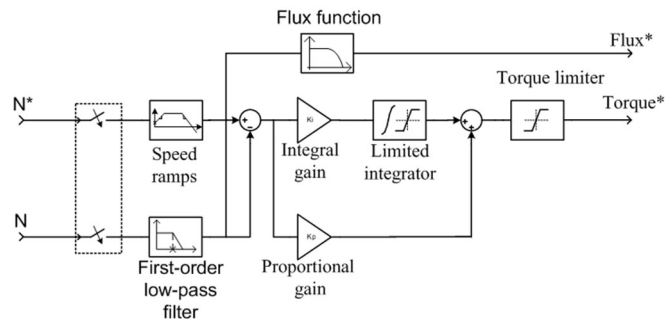 Flux function
Flux*
Torque limiter
N*
Torque*
Ki
Speed
ramps
Integral
gain
Limited
integrator
N
Kp
First-order
low-pass
filter
Proportional
gain